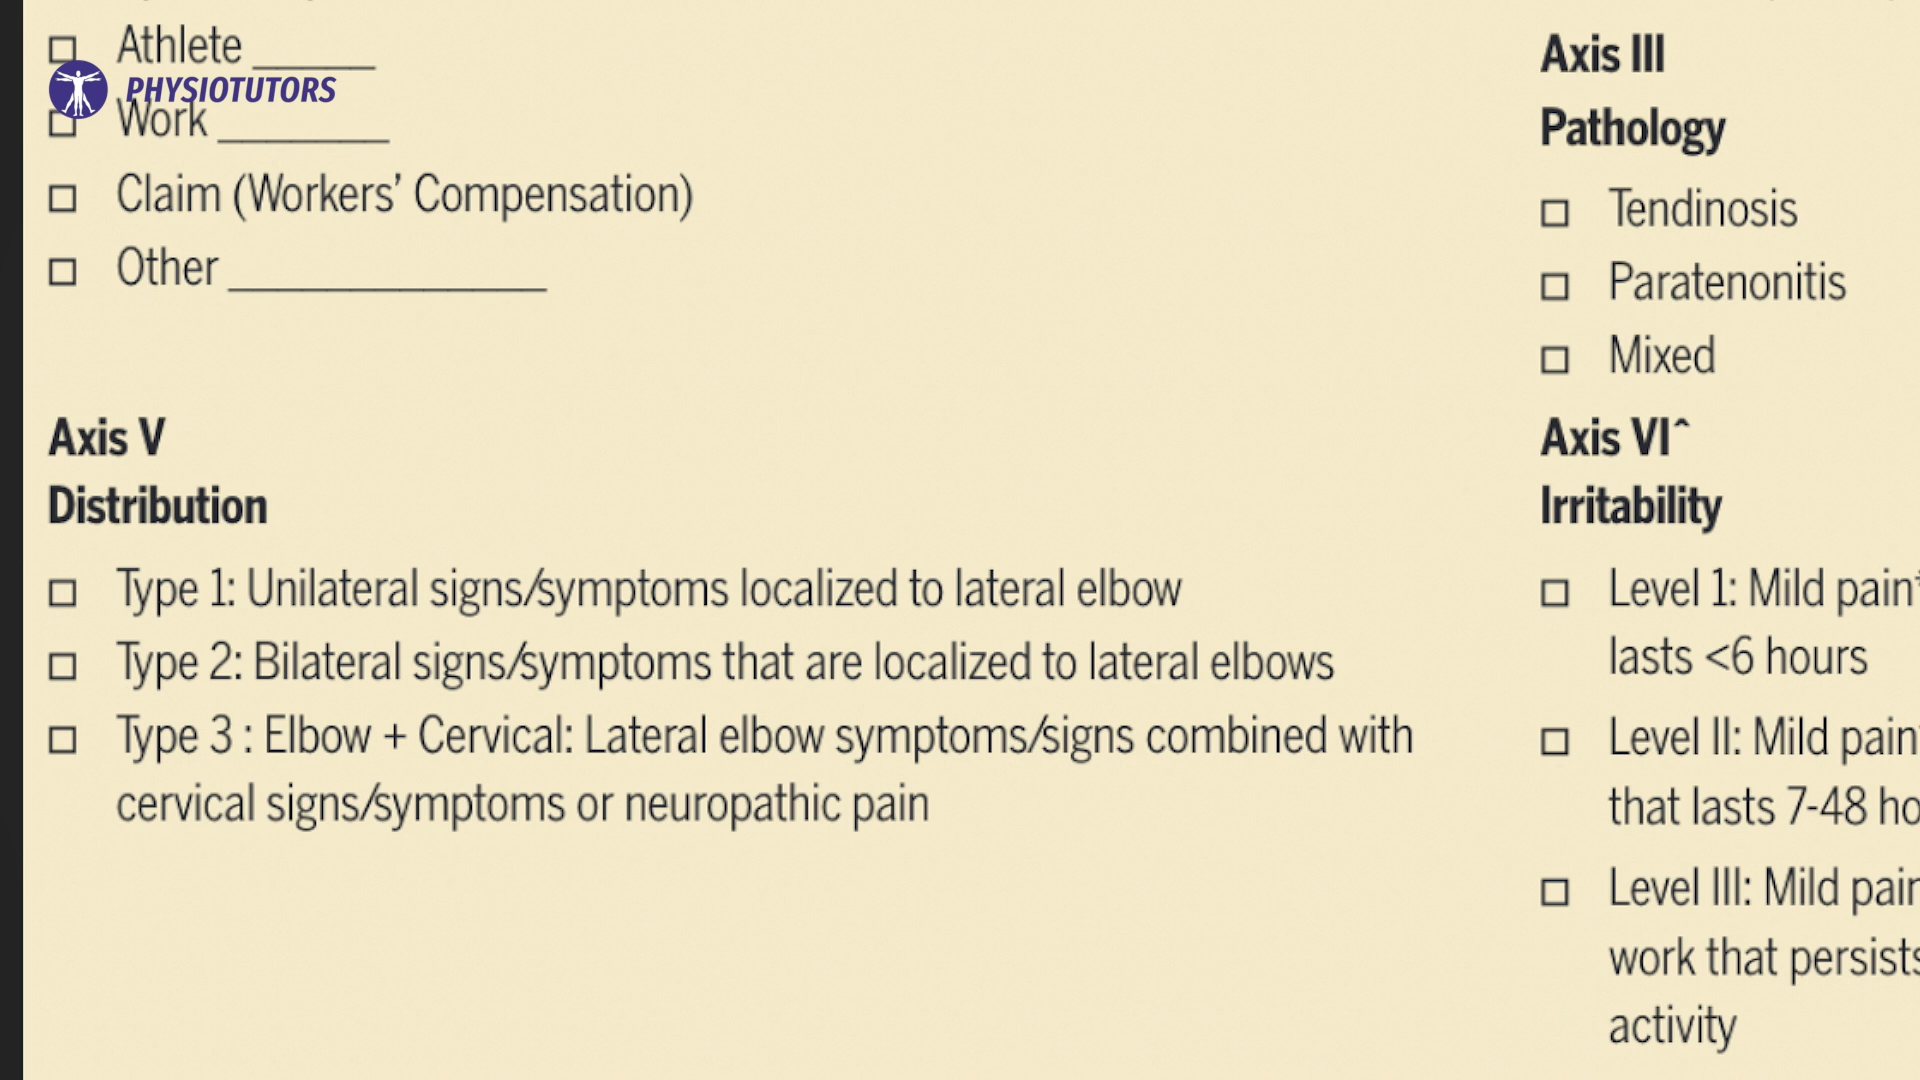 Athlete _____
PHYSIOTUTORS
Work _______
Claim (Workers' Compensation)
Other _____________
Axis III
Pathology
Tendinosis
Paratenonitis
Mixed
Axis V
Distribution
Type 1: Unilateral signs/symptoms localized to lateral elbow
Type 2: Bilateral signs/symptoms that are localized to lateral elbows
Type 3 : Elbow + Cervical: Lateral elbow symptoms/signs combined with
cervical signs/symptoms or neuropathic pain
Axis VI^
Irritability
Level 1: Mild pain
lasts <6 hours
Level II: Mild pain
that lasts 7-48
Level III: Mild
work that persists
activity